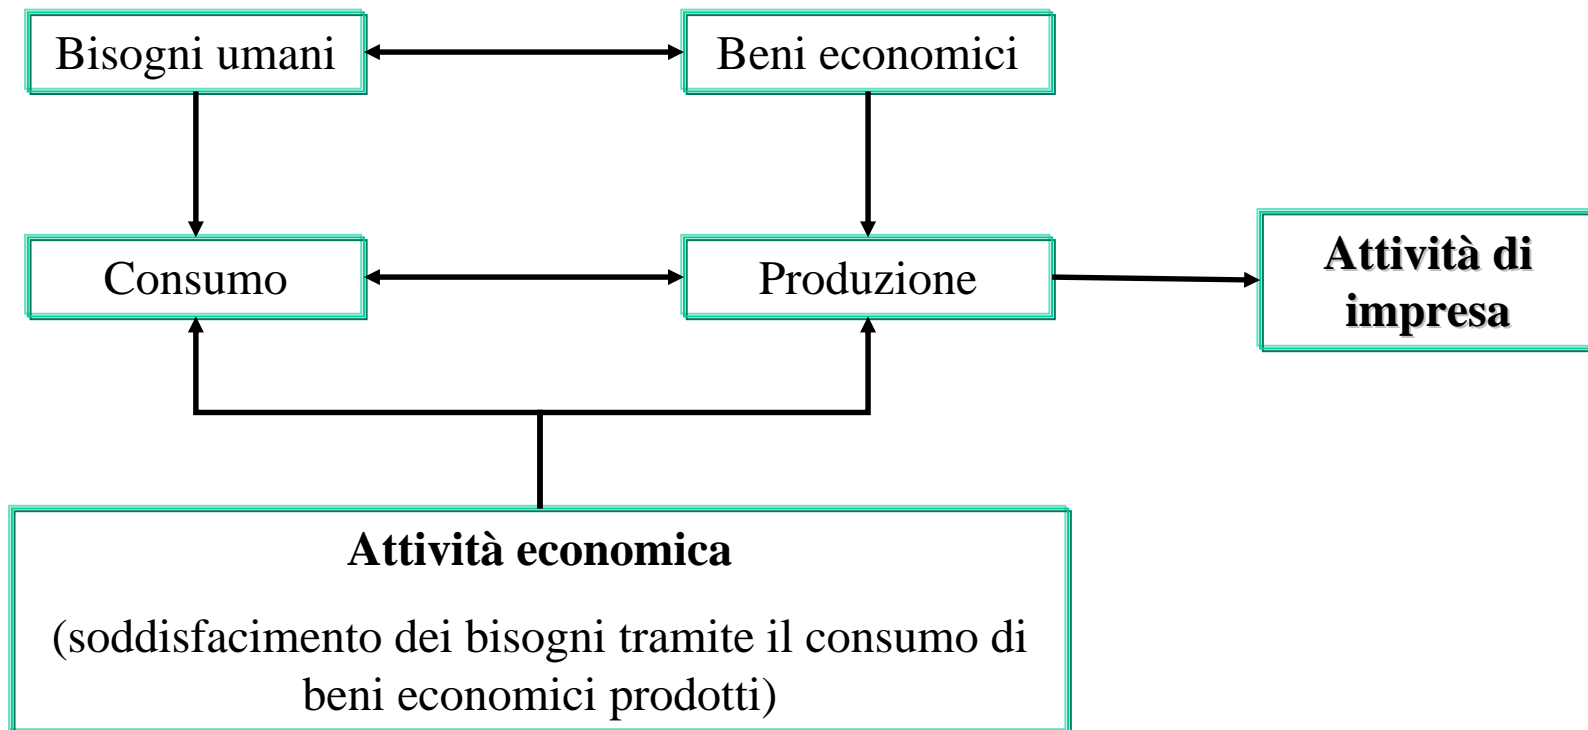 Bisogni umani
Beni economici
Consumo
Produzione
Attività di
impresa
Attività economica
(soddisfacimento dei bisogni tramite il consumo di
beni economici prodotti)